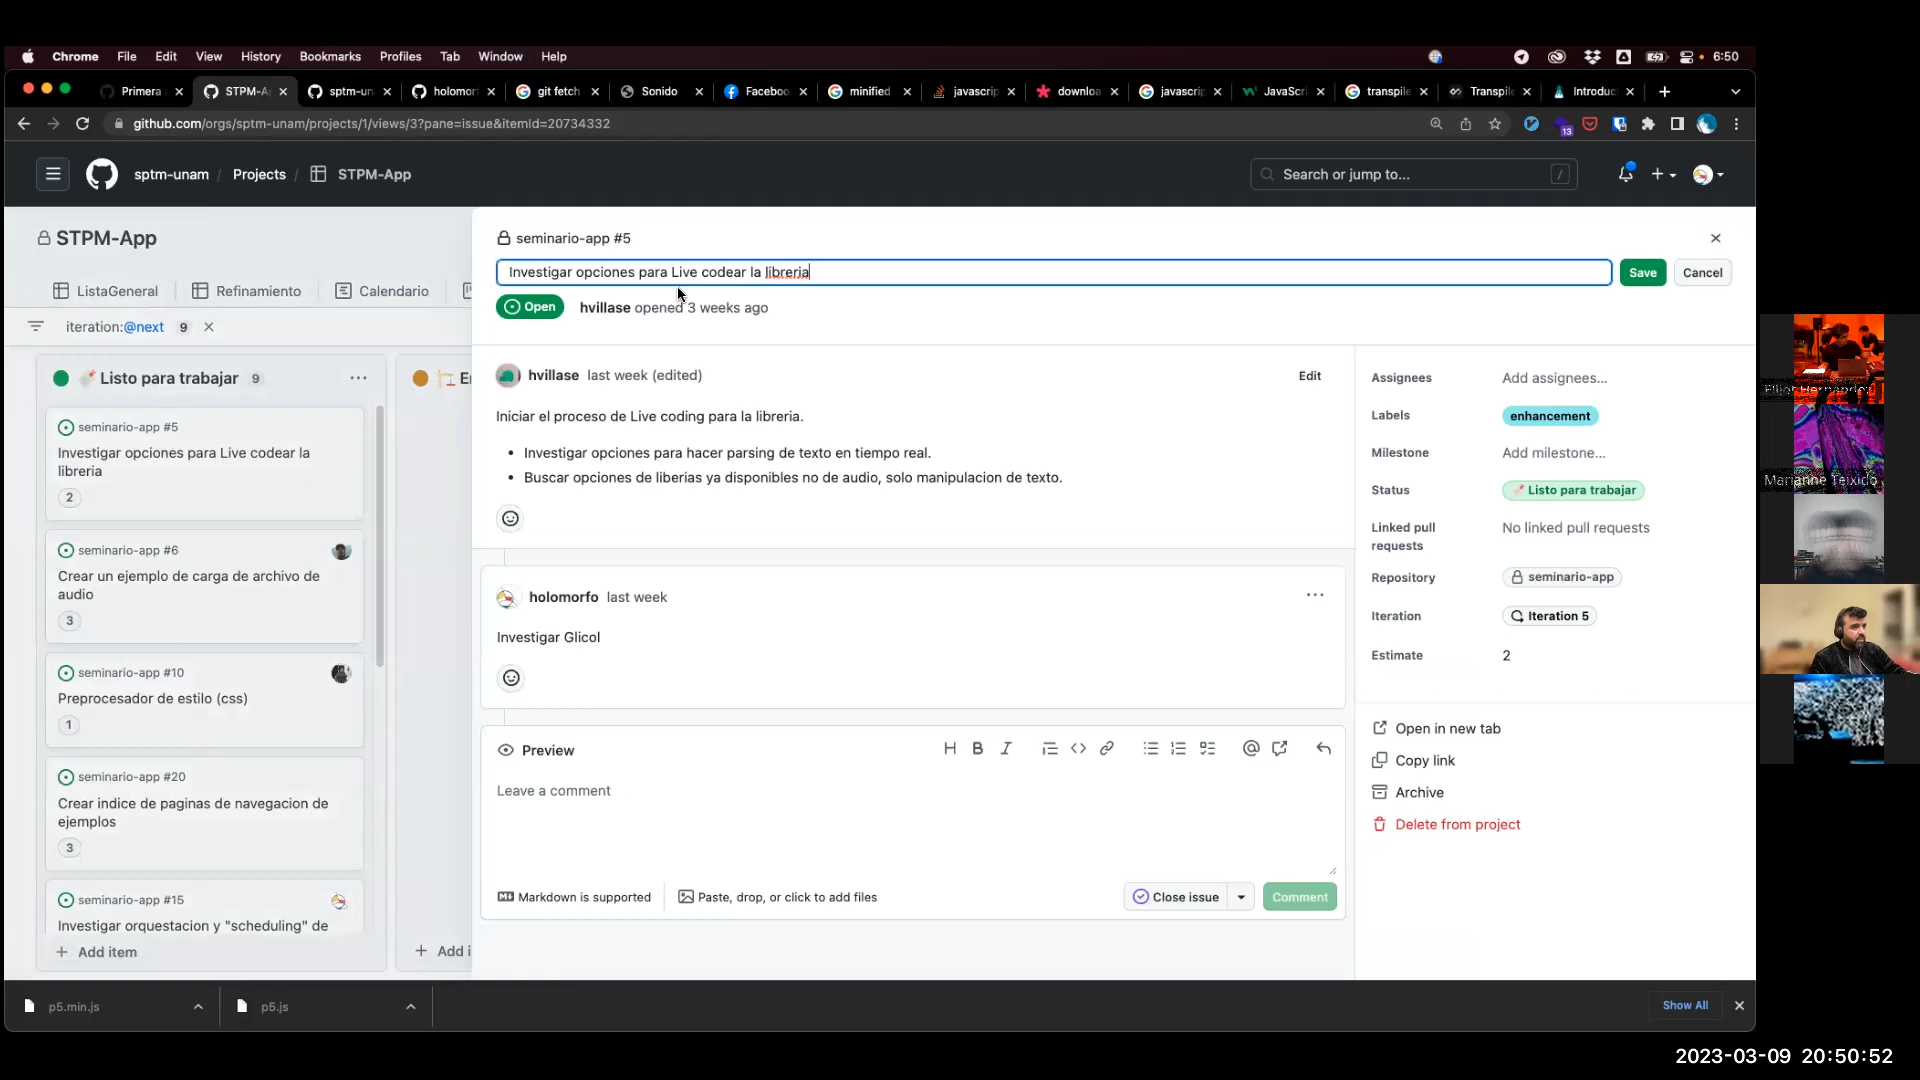 Chrome File Edit View History Bookmarks Profiles Tab Window Help 6:50
Primera STPM-A sptm-un holomor git fetch Sonido Faceboo minified javascrip downloa javascrip JavaScri transpile Transpile Introduc
github.com/orgs/sptm-unam/projects/1/views/3?pane=issue&itemId=20734332
13
sptm-unam / Projects / STPM-App
Search or jump to... /
STPM-App
ListaGeneral
Refinamiento
Calendario
iteration:@next 9
Listo para trabajar 9
seminario-app #5
Investigar opciones para Live codear la
libreria
2
seminario-app #6
Crear un ejemplo de carga de archivo de
audio
3
seminario-app #10
Preprocesador de estilo (css)
1
seminario-app #20
Crear indice de paginas de navegacion de
ejemplos
3
seminario-app #15
Investigar orquestacion y "scheduling" de
Add item
Add i
seminario-app #5
Investigar opciones para Live codear la libreria
Save
Cancel
Open
hvillase opened 3 weeks ago
hvillase last week (edited)
Edit
Iniciar el proceso de Live coding para la libreria.
• Investigar opciones para hacer parsing de texto en tiempo real.
• Buscar opciones de liberias ya disponibles no de audio, solo manipulacion de texto.
holomorfo last week
Investigar Glicol
Preview
Leave a comment
Markdown is supported
Paste, drop, or click to add files
Close issue
Comment
Assignees
Add assignees...
Labels
enhancement
Milestone
Add milestone...
Status
Listo para trabajar
Linked pull
requests
No linked pull requests
Repository
seminario-app
Iteration
Iteration 5
Estimate
2
Open in new tab
Copy link
Archive
Delete from project
p5.min.js
p5.js
Show All
Marianne Teixido
2023-03-09 20:50:52